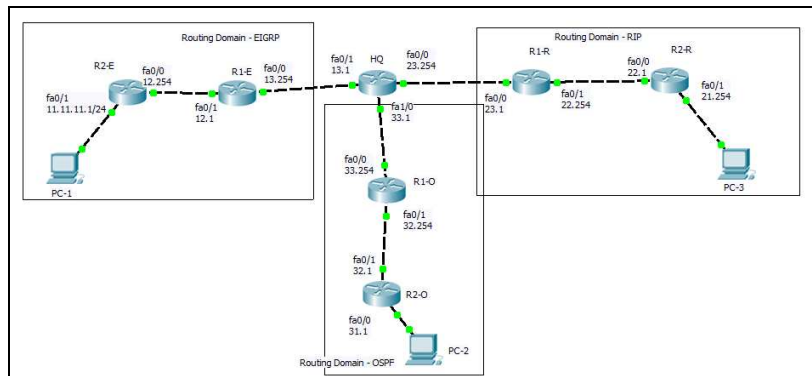 Routing Domain - EIGRP
R2-E
fa0/0
12.254
R1-E
fa0/0
13.254
fa0/1
11.11.11.1/24
fa0/1
12.1
PC-1
fa0/1
13.1
HQ
fa0/0
23.254
fa1/0
33.1
Routing Domain - RIP
R1-R
fa0/0
23.1
fa0/1
22.254
fa0/0
22.1
R2-R
fa0/1
21.254
PC-3
fa0/0
33.254
R1-O
fa0/1
32.254
fa0/1
32.1
R2-O
fa0/0
31.1
PC-2
Routing Domain - OSPF